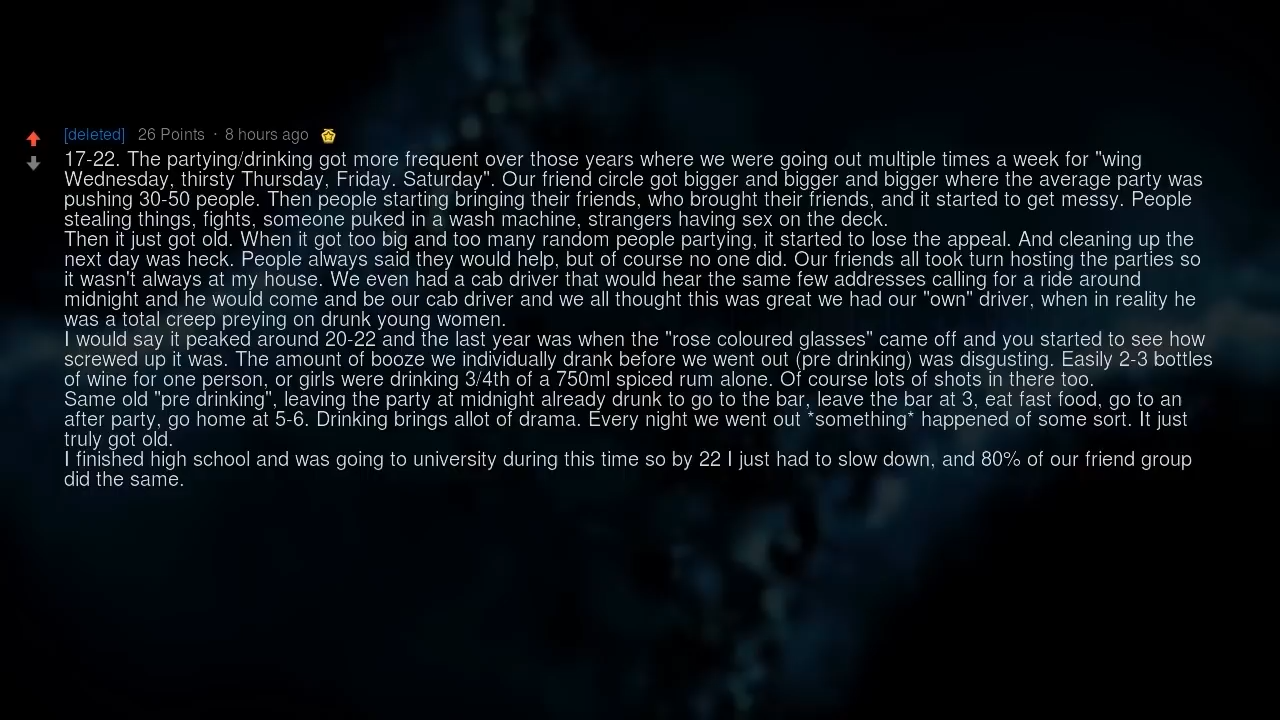 [deleted] 26 Points · 8 hours ago
17-22. The partying/drinking got more frequent over those years where we were going out multiple times a week for "wing
Wednesday, thirsty Thursday, Friday. Saturday". Our friend circle got bigger and bigger and bigger where the average party was
pushing 30-50 people. Then people starting bringing their friends, who brought their friends, and it started to get messy. People
stealing things, fights, someone puked in a wash machine, strangers having sex on the deck.
Then it just got old. When it got too big and too many random people partying, it started to lose the appeal. And cleaning up the
next day was heck. People always said they would help, but of course no one did. Our friends all took turn hosting the parties so
it wasn't always at my house. We even had a cab driver that would hear the same few addresses calling for a ride around
midnight and he would come and be our cab driver and we all thought this was great we had our "own" driver, when in reality he
was a total creep preying on drunk young women.
I would say it peaked around 20-22 and the last year was when the "rose coloured glasses" came off and you started to see how
screwed up it was. The amount of booze we individually drank before we went out (pre drinking) was disgusting. Easily 2-3 bottles
of wine for one person, or girls were drinking 3/4th of a 750ml spiced rum alone. Of course lots of shots in there too.
Same old "pre drinking", leaving the party at midnight already drunk to go to the bar, leave the bar at 3, eat fast food, go to an
after party, go home at 5-6. Drinking brings allot of drama. Every night we went out *something* happened of some sort. It just
truly got old.
I finished high school and was going to university during this time so by 22 I just had to slow down, and 80% of our friend group
did the same.